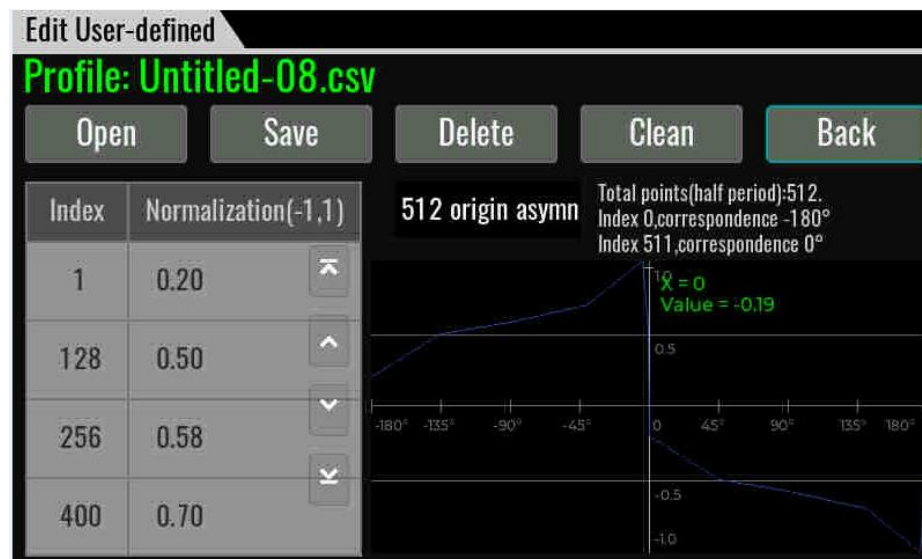 Edit User-defined
Profile: Untitled-08.csv
Open Save Delete Clean Back
Index Normalization(-1,1)
1 0.20
128 0.50
256 0.58
400 0.70
512 origin asymn
Total points(half period):512.
Index 0,correspondence -180°
Index 511,correspondence 0°
1.0
X = 0
Value = -0.19
0.5
-180° -135° -90° -45° 0 45° 90° 135° 180°
-0.5
-1.0